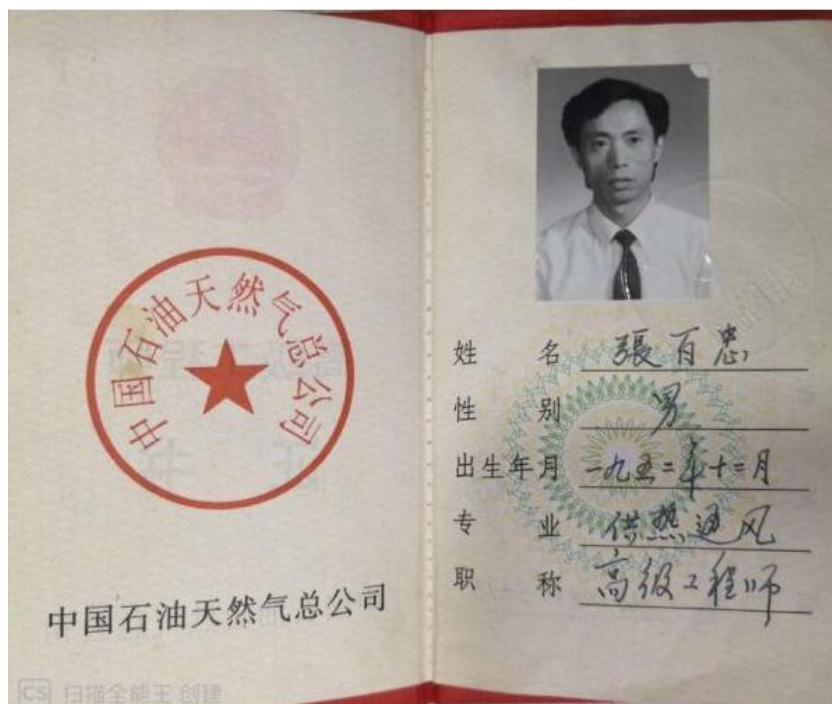 中国石油天然气总公司
中国石油天然气总公司
姓 名 張百忠
性 别 男
出生年月 一九五二年十二月
专 业 供热通风
职 称 高级工程师
CS 扫描全能王 创建